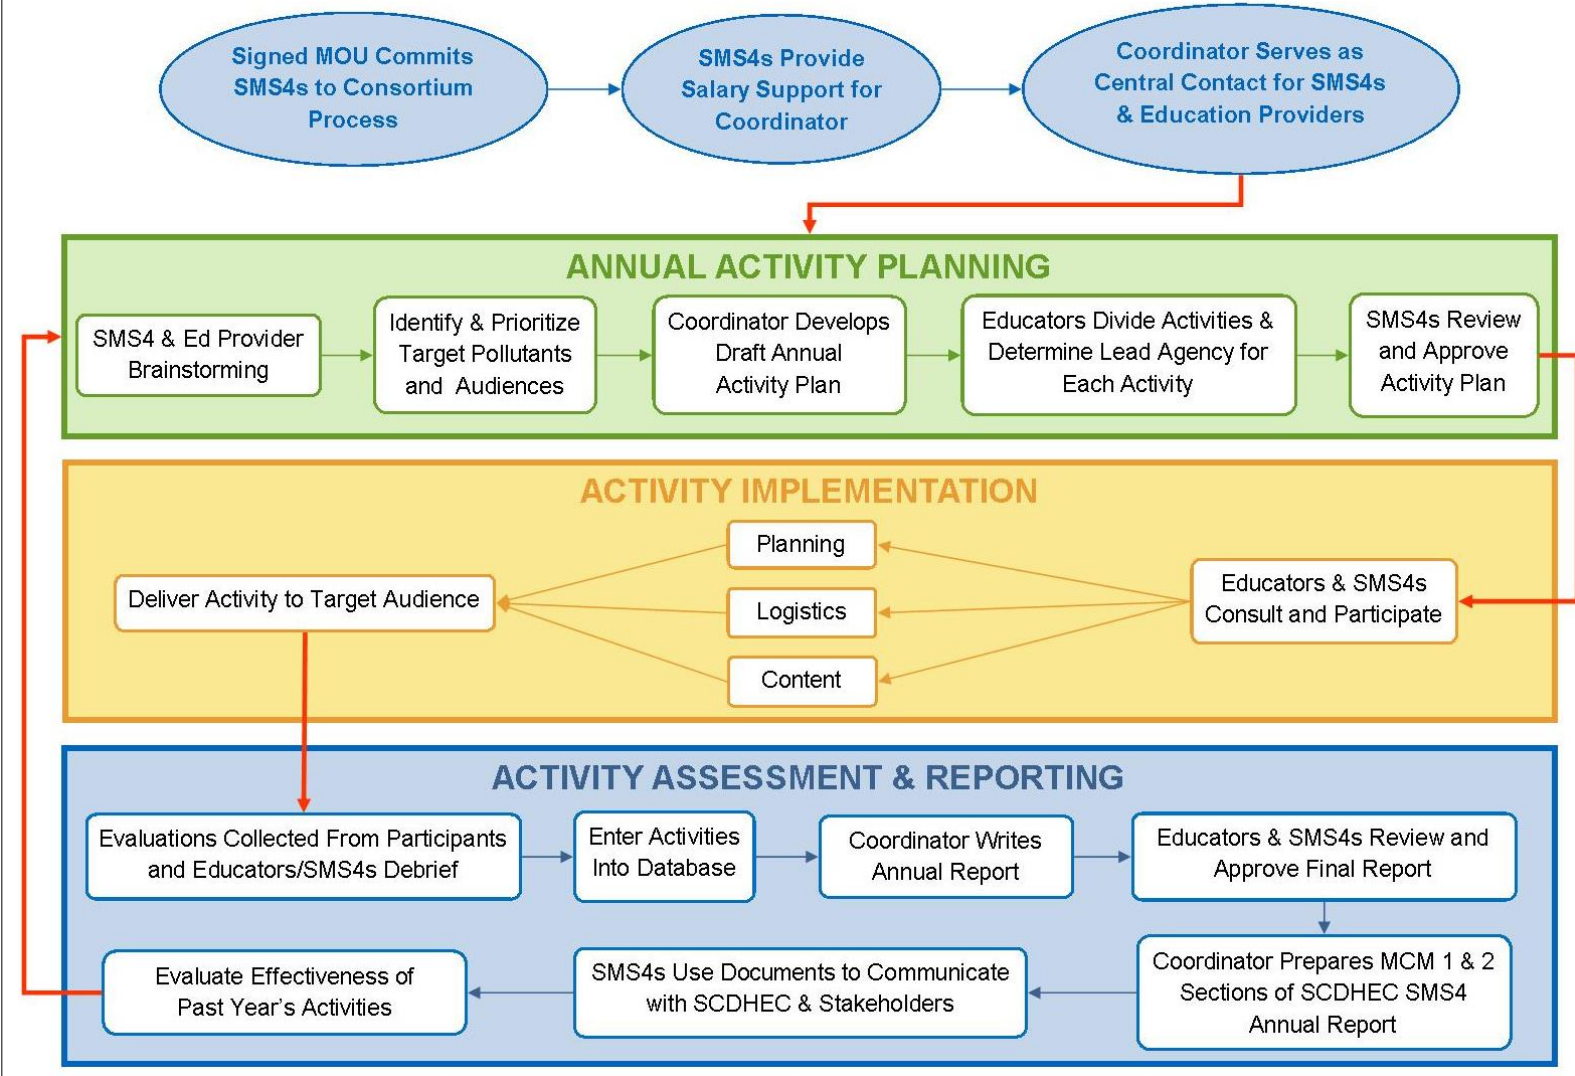 Signed MOU Commits
SMS4s to Consortium
Process
SMS4s Provide
Salary Support for
Coordinator
Coordinator Serves as
Central Contact for SMS4s
& Education Providers
ANNUAL ACTIVITY PLANNING
SMS4 & Ed Provider
Brainstorming
Identify & Prioritize
Target Pollutants
and Audiences
Coordinator Develops
Draft Annual
Activity Plan
Educators Divide Activities &
Determine Lead Agency for
Each Activity
SMS4s Review
and Approve
Activity Plan
ACTIVITY IMPLEMENTATION
Deliver Activity to Target Audience
Planning
Logistics
Content
Educators & SMS4s
Consult and Participate
ACTIVITY ASSESSMENT & REPORTING
Evaluations Collected From Participants
and Educators/SMS4s Debrief
Enter Activities
Into Database
Coordinator Writes
Annual Report
Educators & SMS4s Review and
Approve Final Report
Evaluate Effectiveness of
Past Year's Activities
SMS4s Use Documents to Communicate
with SCDHEC & Stakeholders
Coordinator Prepares MCM 1 & 2
Sections of SCDHEC SMS4
Annual Report